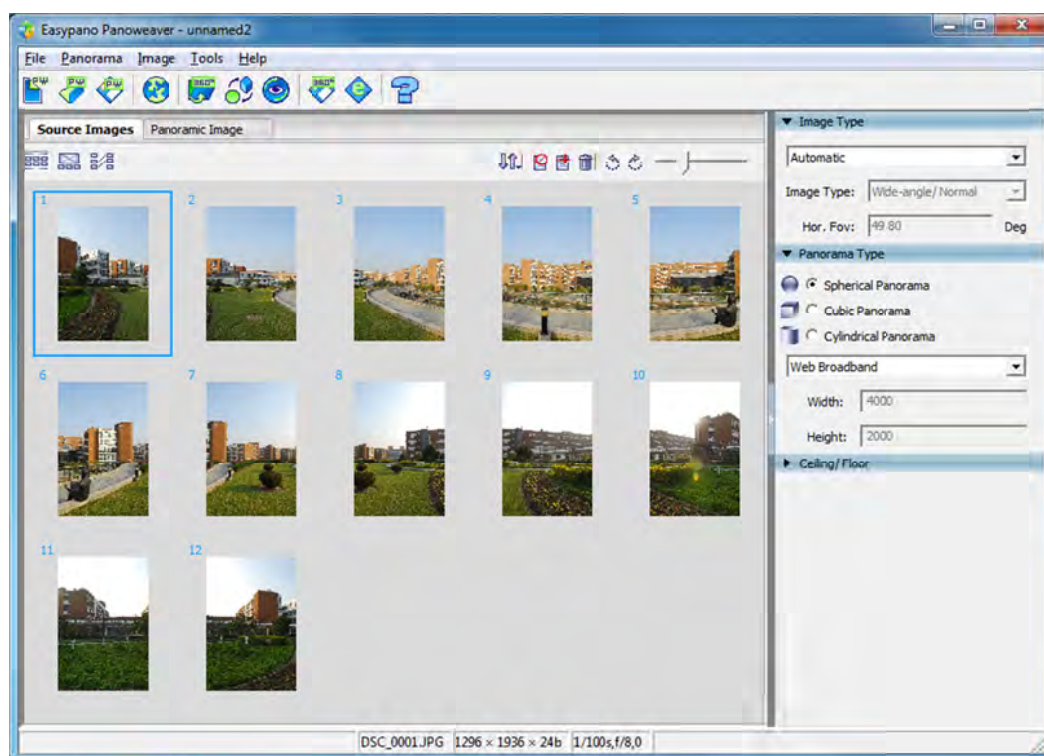 Easypano Panoweaver - unnamed2
File Panorama Image Tools Help
Source Images Panoramic Image
1 2 3 4 5
6 7 8 9 10
11 12
Image Type
Automatic
Image Type: Wide-angle/ Normal
Hor. Fov: 49.80 Deg
Panorama Type
Spherical Panorama
Cubic Panorama
Cylindrical Panorama
Web Broadband
Width: 4000
Height: 2000
Ceiling/ Floor
DSC_0001.JPG 1296 × 1936 × 24b 1/100s,f/8,0